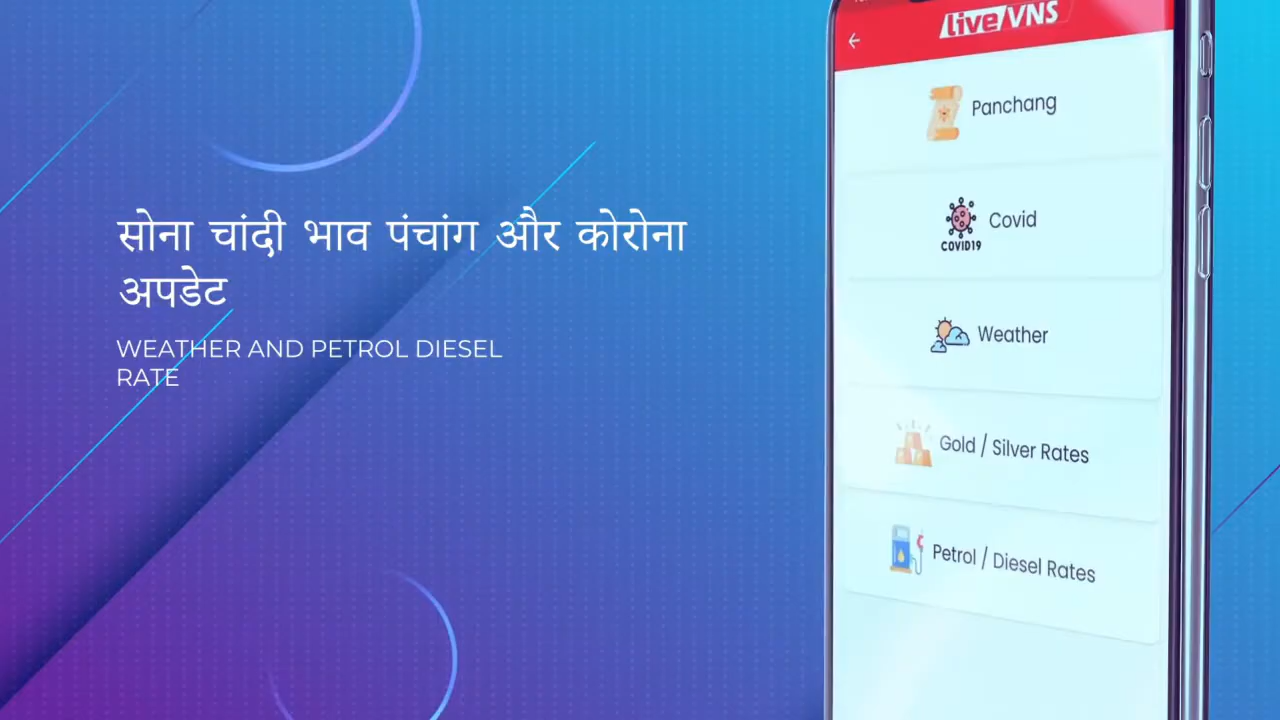 सोना चांदी भाव पंचांग और कोरोना
अपडेट
WEATHER AND PETROL DIESEL
RATE
live VNS
Panchang
COVID19
Covid
Weather
Gold / Silver Rates
Petrol / Diesel Rates